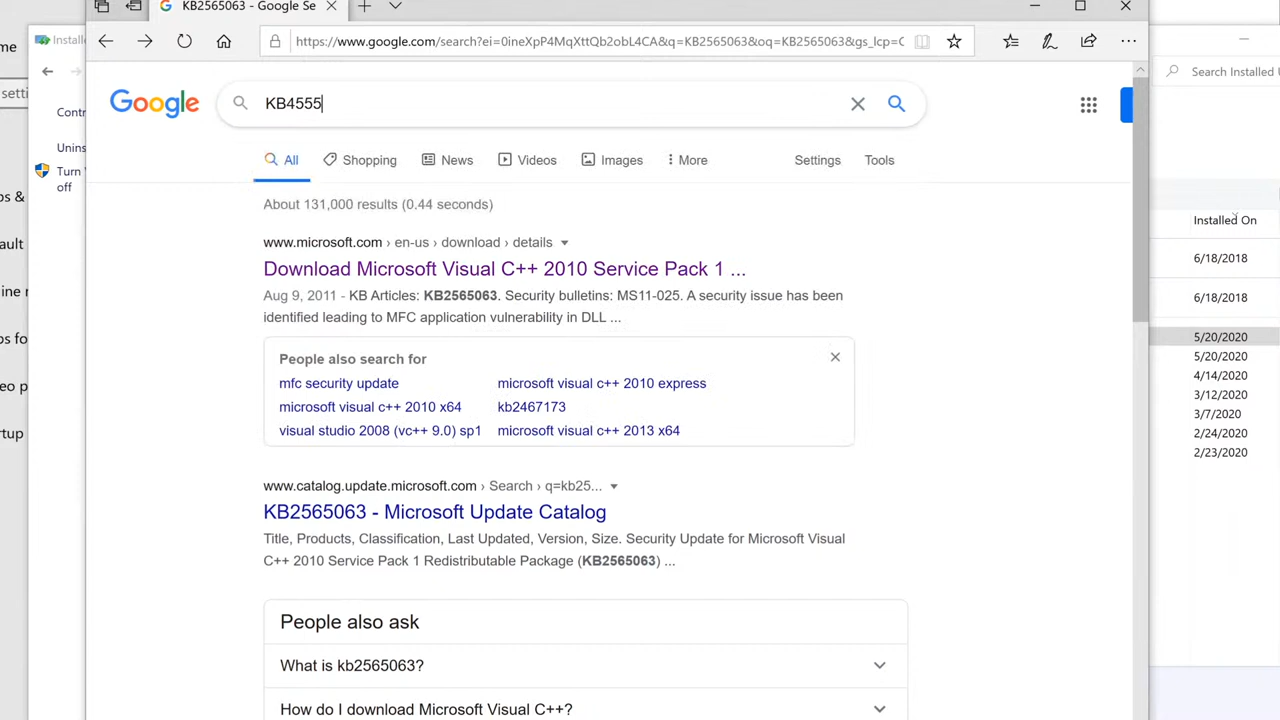 KB2565063 - Google Se
https://www.google.com/search?ei=0ineXpP4MqXttQb2obL4CA&q=KB2565063&oq=KB2565063&gs_lcp=C
Google
KB4555
All
Shopping
News
Videos
Images
More
Settings
Tools
About 131,000 results (0.44 seconds)
www.microsoft.com › en-us › download › details
Download Microsoft Visual C++ 2010 Service Pack 1 ...
Aug 9, 2011 - KB Articles: KB2565063. Security bulletins: MS11-025. A security issue has been
identified leading to MFC application vulnerability in DLL ...
People also search for
mfc security update
microsoft visual c++ 2010 express
microsoft visual c++ 2010 x64
kb2467173
visual studio 2008 (vc++ 9.0) sp1
microsoft visual c++ 2013 x64
www.catalog.update.microsoft.com › Search › q=kb25...
KB2565063 - Microsoft Update Catalog
Title, Products, Classification, Last Updated, Version, Size. Security Update for Microsoft Visual
C++ 2010 Service Pack 1 Redistributable Package (KB2565063) ...
People also ask
What is kb2565063?
How do I download Microsoft Visual C++?
Installe
Contr
Unins
Turn
off
Search Installed
Installed On
6/18/2018
6/18/2018
5/20/2020
5/20/2020
4/14/2020
3/12/2020
3/7/2020
2/24/2020
2/23/2020